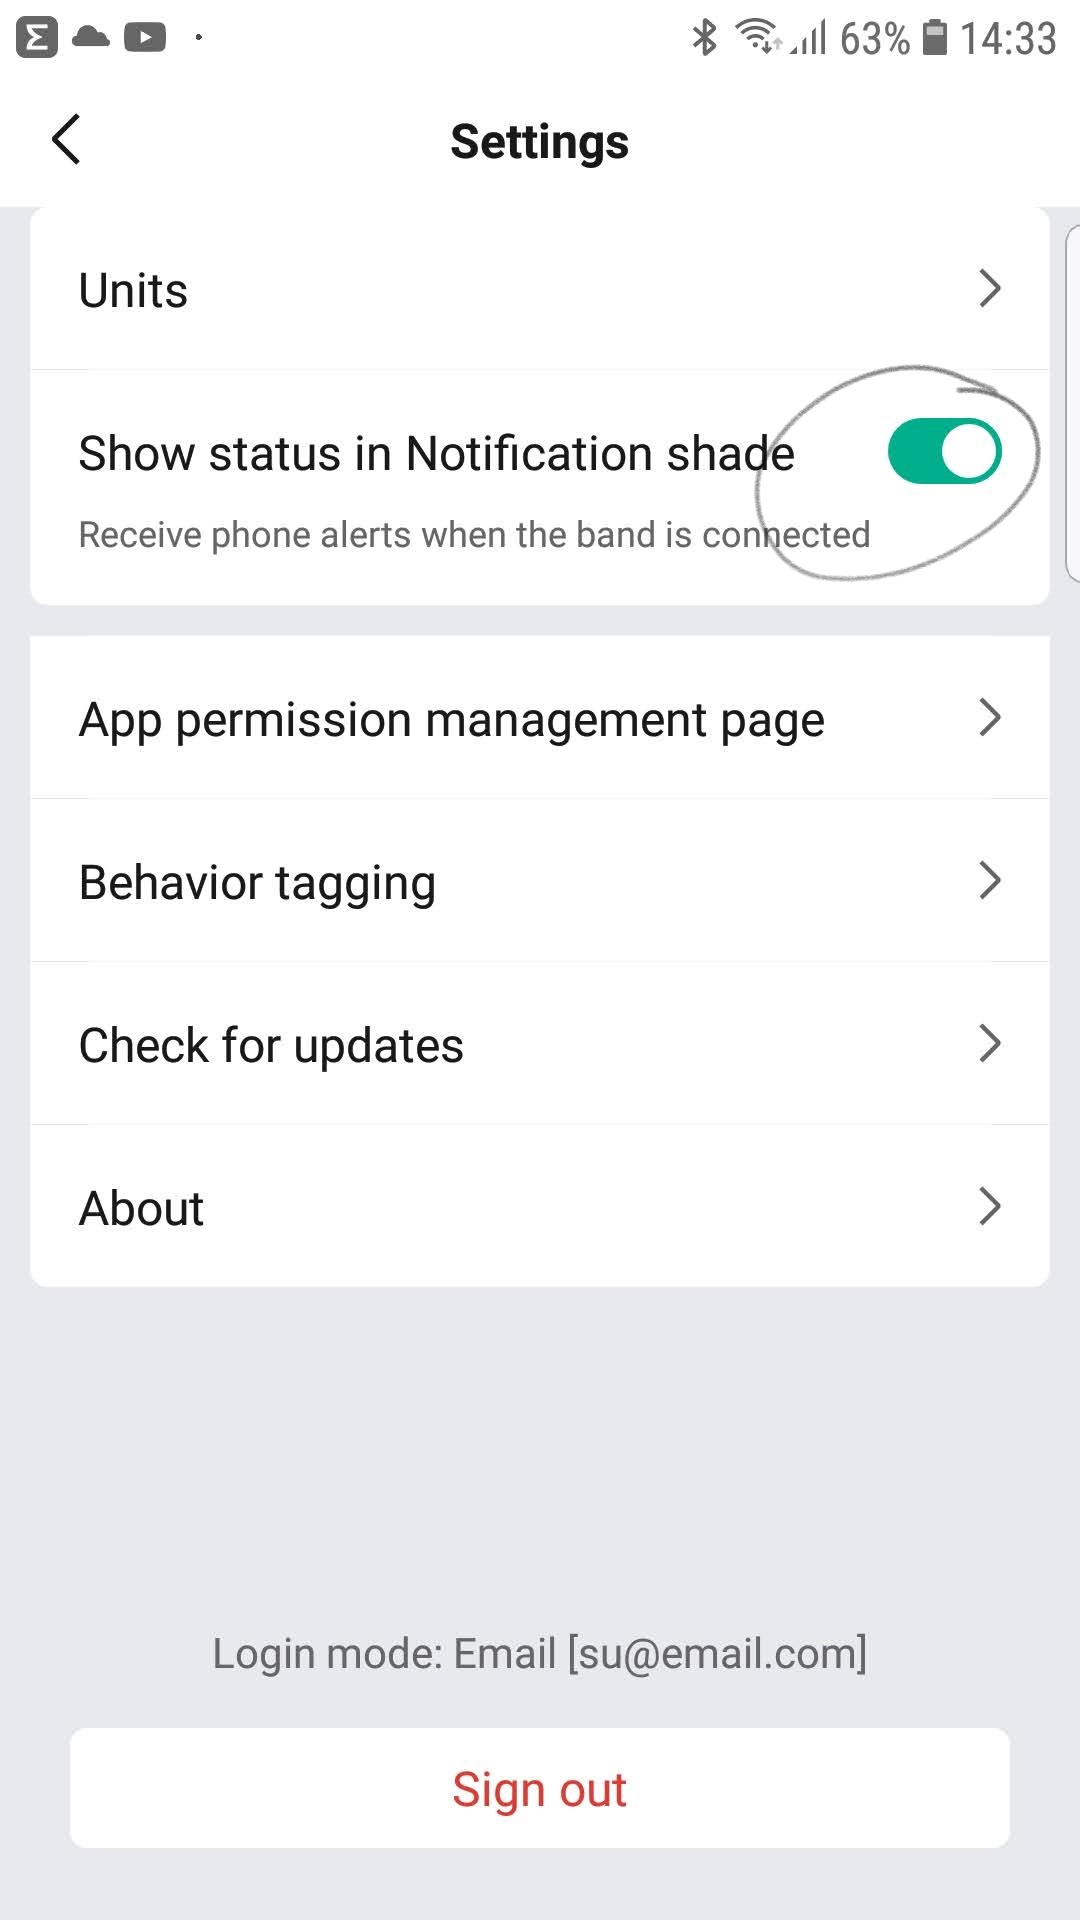 63% 14:33
Settings
Units
Show status in Notification shade
Receive phone alerts when the band is connected
App permission management page
Behavior tagging
Check for updates
About
Login mode: Email [su@email.com]
Sign out